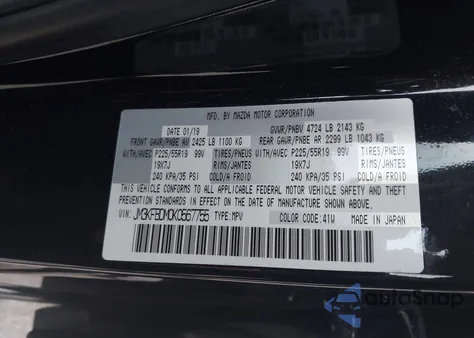 MFD. BY MAZDA MOTOR CORPORATION
DATE 01/19 GVWR/PNBV 4724 LB 2143 KG
FRONT GAWR/PNBE AV 2425 LB 1100 KG REAR GAWR/PNBE AR 2299 LB 1043 KG
WITH/AVEC P225/55R19 99V TIRES/PNEUS WITH/AVEC P225/55R19 99V TIRES/PNEUS
19X7J RIMS/JANTES 19X7J RIMS/JANTES
240 KPA/35 PSI COLD/A FROID 240 KPA/35 PSI COLD/A FROID
THIS VEHICLE CONFORMS TO ALL APPLICABLE FEDERAL MOTOR VEHICLE SAFETY AND THEFT
PREVENTION STANDARDS IN EFFECT ON THE DATE OF MANUFACTURE SHOWN ABOVE.
VIN: JM3KFBDM0K0567766 TYPE: MPV COLOR CODE: 41W MADE IN JAPAN
autoSnap